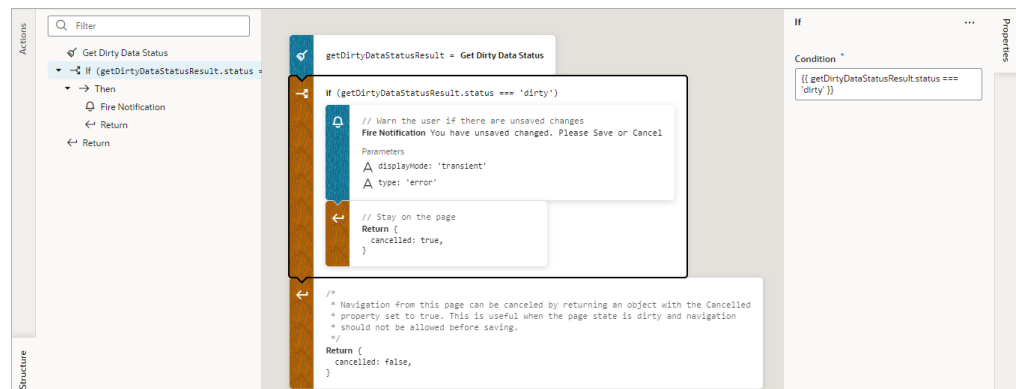 Actions
Structure
Filter
Get Dirty Data Status
If (getDirtyDataStatusResult.status =
Then
Fire Notification
Return
Return
getDirtyDataStatusResult = Get Dirty Data Status
If (getDirtyDataStatusResult.status === 'dirty')
// Warn the user if there are unsaved changes
Fire Notification You have unsaved changed. Please Save or Cancel
Parameters
A displayMode: 'transient'
A type: 'error'
// Stay on the page
Return {
cancelled: true,
}
/*
* Navigation from this page can be canceled by returning an object with the Cancelled
* property set to true. This is useful when the page state is dirty and navigation
* should not be allowed before saving.
*/
Return {
cancelled: false,
}
If
...
Condition *
{{ getDirtyDataStatusResult.status ===
'dirty' }}
Properties